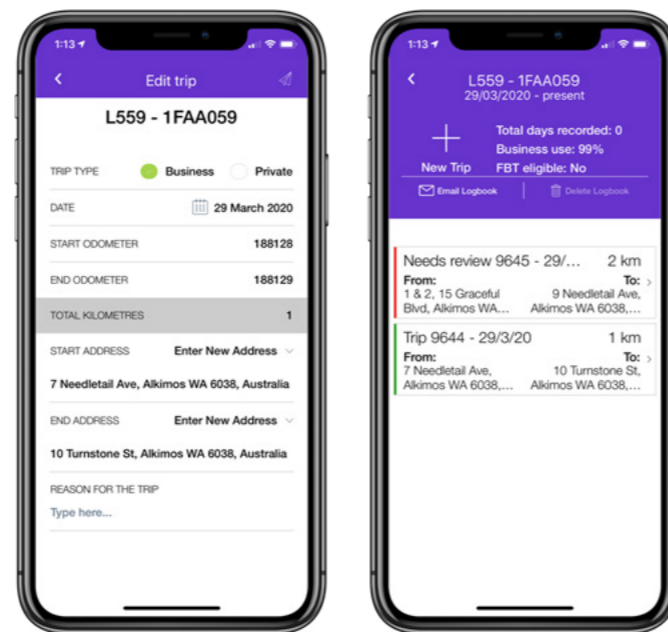 1:13
Edit trip
L559 - 1FAA059
TRIP TYPE Business Private
DATE 29 March 2020
START ODOMETER 188128
END ODOMETER 188129
TOTAL KILOMETRES 1
START ADDRESS Enter New Address
7 Needletail Ave, Alkimos WA 6038, Australia
END ADDRESS Enter New Address
10 Turnstone St, Alkimos WA 6038, Australia
REASON FOR THE TRIP
Type here...
1:13
L559 - 1FAA059
29/03/2020 - present
New Trip
Total days recorded: 0
Business use: 99%
FBT eligible: No
Email Logbook Delete Logbook
Needs review 9645 - 29/... 2 km
From: To:
1 & 2, 15 Graceful 9 Needletail Ave,
Blvd, Alkimos WA... Alkimos WA 6038,...
Trip 9644 - 29/3/20 1 km
From: To:
7 Needletail Ave, 10 Turnstone St,
Alkimos WA 6038,... Alkimos WA 6038,...